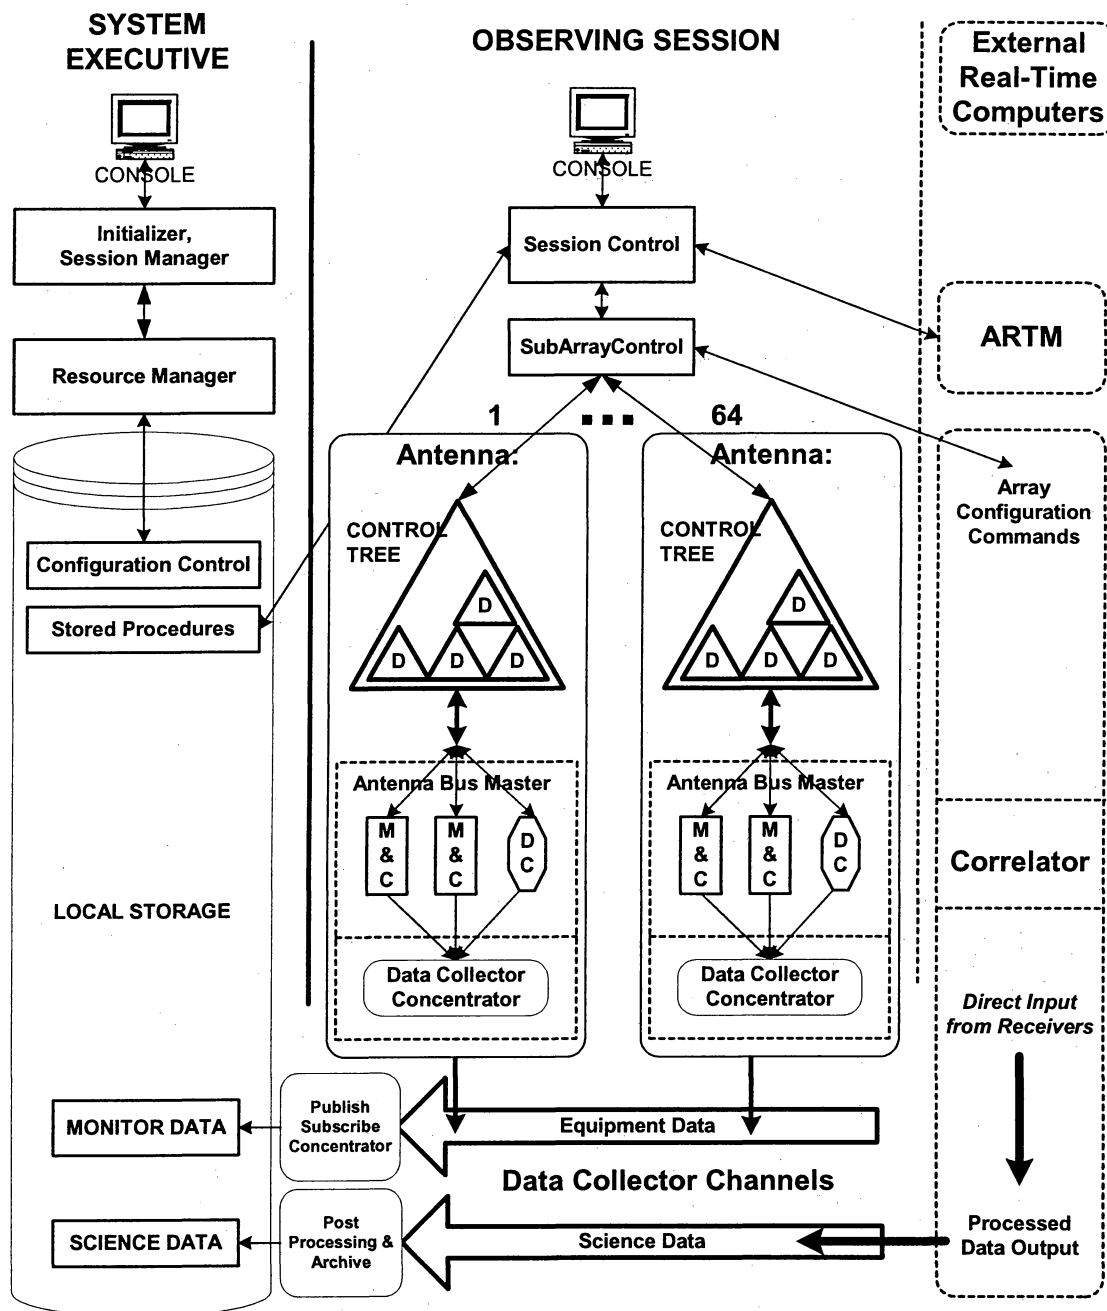 SYSTEM
EXECUTIVE
CONSOLE
Initializer,
Session Manager
Resource Manager
Configuration Control
Stored Procedures
LOCAL STORAGE
MONITOR DATA
SCIENCE DATA
OBSERVING SESSION
CONSOLE
Session Control
SubArrayControl
1
...
64
Antenna:
CONTROL
TREE
D
D
D
D
Antenna Bus Master
M
&
C
M
&
C
D
C
Data Collector
Concentrator
Antenna:
CONTROL
TREE
D
D
D
D
Antenna Bus Master
M
&
C
M
&
C
D
C
Data Collector
Concentrator
Publish
Subscribe
Concentrator
Equipment Data
Data Collector Channels
Post
Processing &
Archive
Science Data
External
Real-Time
Computers
ARTM
Array
Configuration
Commands
Correlator
Direct Input
from Receivers
Processed
Data Output